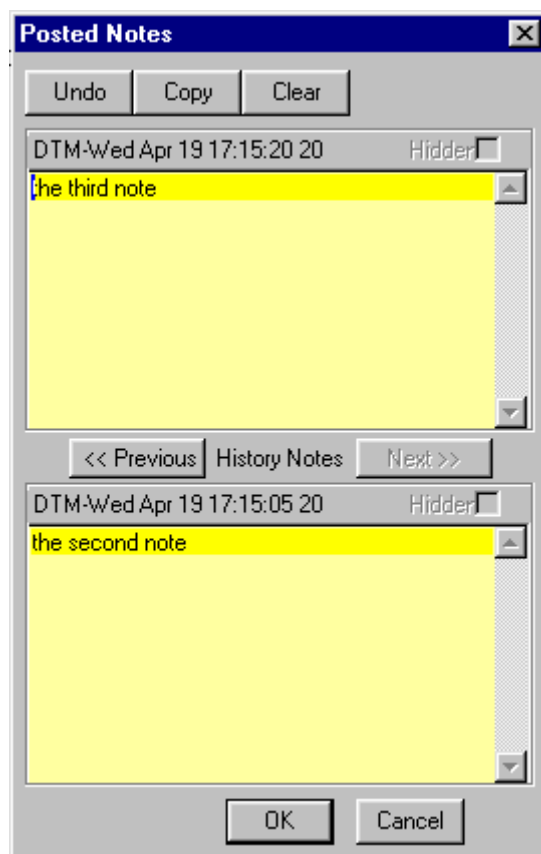 Posted Notes
Undo Copy Clear
DTM-Wed Apr 19 17:15:20 20 Hidden
the third note
<< Previous History Notes Next >>
DTM-Wed Apr 19 17:15:05 20 Hidden
the second note
OK Cancel